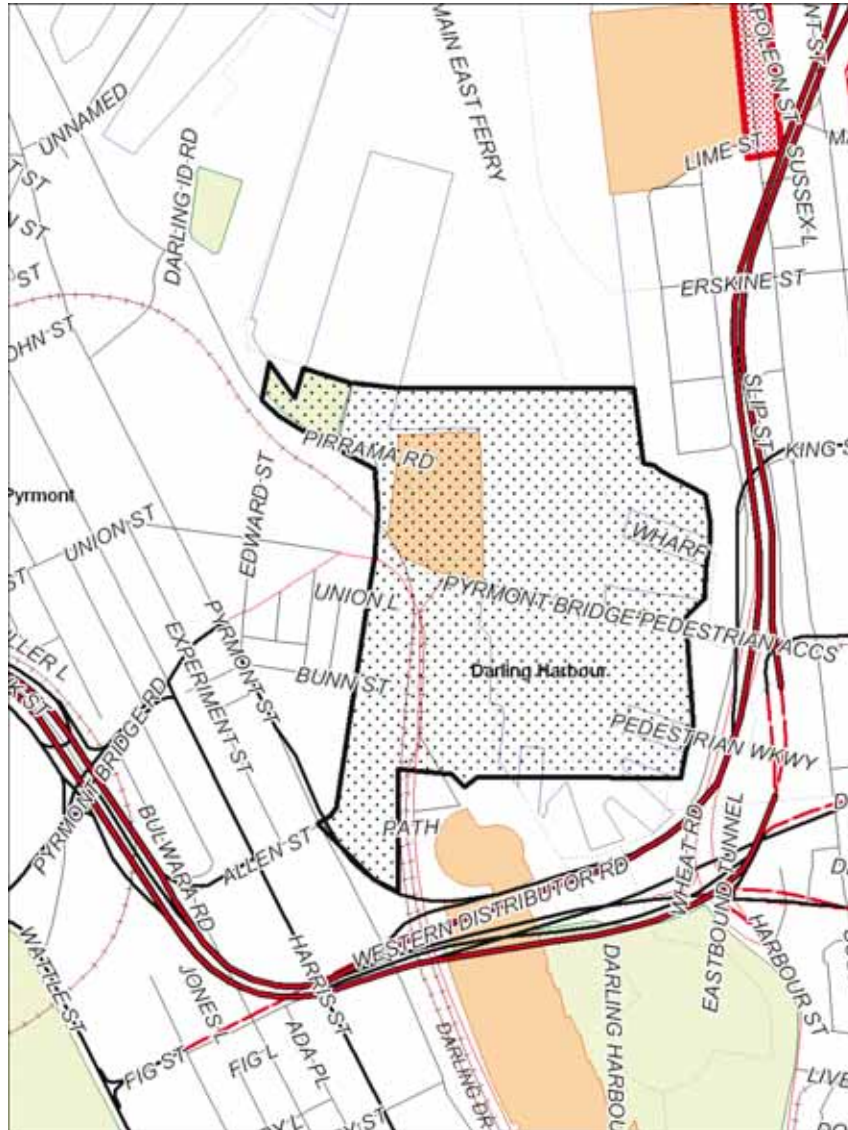 MAIN EAST FERRY
UNNAMED
DARLING ID RD
LIME ST
SUSSEX L
ERSKINE ST
SLIP ST
KING S
OHN ST
PIRRAMA RD
Pyrmont
UNION ST
EDWARD ST
WHARF
UNION L
PYRMONT BRIDGE PEDESTRIAN ACCS
PYRMONT ST
EXPERIMENT ST
BUNN ST
Darling Harbour
PEDESTRIAN WKWY
PYRMONT BRIDGE RD
BULWARA RD
ALLEN ST
PATH
WHEAT RD
EASTBOUND TUNNEL
WESTERN DISTRIBUTOR RD
HARBOUR ST
WATTLE ST
JONES L
HARRIS ST
DARLING HARBOU
FIG ST
FIG L
ADA PL
DARLING DR
LIVE